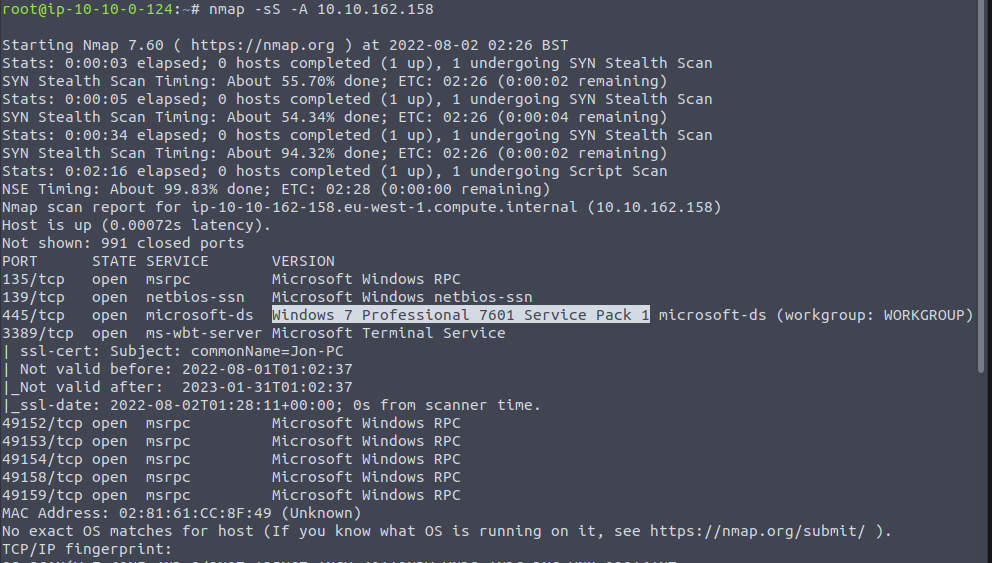 root@ip-10-10-0-124:~# nmap -sS -A 10.10.162.158
Starting Nmap 7.60 ( https://nmap.org ) at 2022-08-02 02:26 BST
Stats: 0:00:03 elapsed; 0 hosts completed (1 up), 1 undergoing SYN Stealth Scan
SYN Stealth Scan Timing: About 55.70% done; ETC: 02:26 (0:00:02 remaining)
Stats: 0:00:05 elapsed; 0 hosts completed (1 up), 1 undergoing SYN Stealth Scan
SYN Stealth Scan Timing: About 54.34% done; ETC: 02:26 (0:00:04 remaining)
Stats: 0:00:34 elapsed; 0 hosts completed (1 up), 1 undergoing SYN Stealth Scan
SYN Stealth Scan Timing: About 94.32% done; ETC: 02:26 (0:00:02 remaining)
Stats: 0:02:16 elapsed; 0 hosts completed (1 up), 1 undergoing Script Scan
NSE Timing: About 99.83% done; ETC: 02:28 (0:00:00 remaining)
Nmap scan report for ip-10-10-162-158.eu-west-1.compute.internal (10.10.162.158)
Host is up (0.00072s latency).
Not shown: 991 closed ports
PORT      STATE SERVICE       VERSION
135/tcp   open  msrpc         Microsoft Windows RPC
139/tcp   open  netbios-ssn   Microsoft Windows netbios-ssn
445/tcp   open  microsoft-ds  Windows 7 Professional 7601 Service Pack 1 microsoft-ds (workgroup: WORKGROUP)
3389/tcp  open  ms-wbt-server Microsoft Terminal Service
| ssl-cert: Subject: commonName=Jon-PC
| Not valid before: 2022-08-01T01:02:37
|_Not valid after:  2023-01-31T01:02:37
|_ssl-date: 2022-08-02T01:28:11+00:00; 0s from scanner time.
49152/tcp open  msrpc         Microsoft Windows RPC
49153/tcp open  msrpc         Microsoft Windows RPC
49154/tcp open  msrpc         Microsoft Windows RPC
49158/tcp open  msrpc         Microsoft Windows RPC
49159/tcp open  msrpc         Microsoft Windows RPC
MAC Address: 02:81:61:CC:8F:49 (Unknown)
No exact OS matches for host (If you know what OS is running on it, see https://nmap.org/submit/ ).
TCP/IP fingerprint: